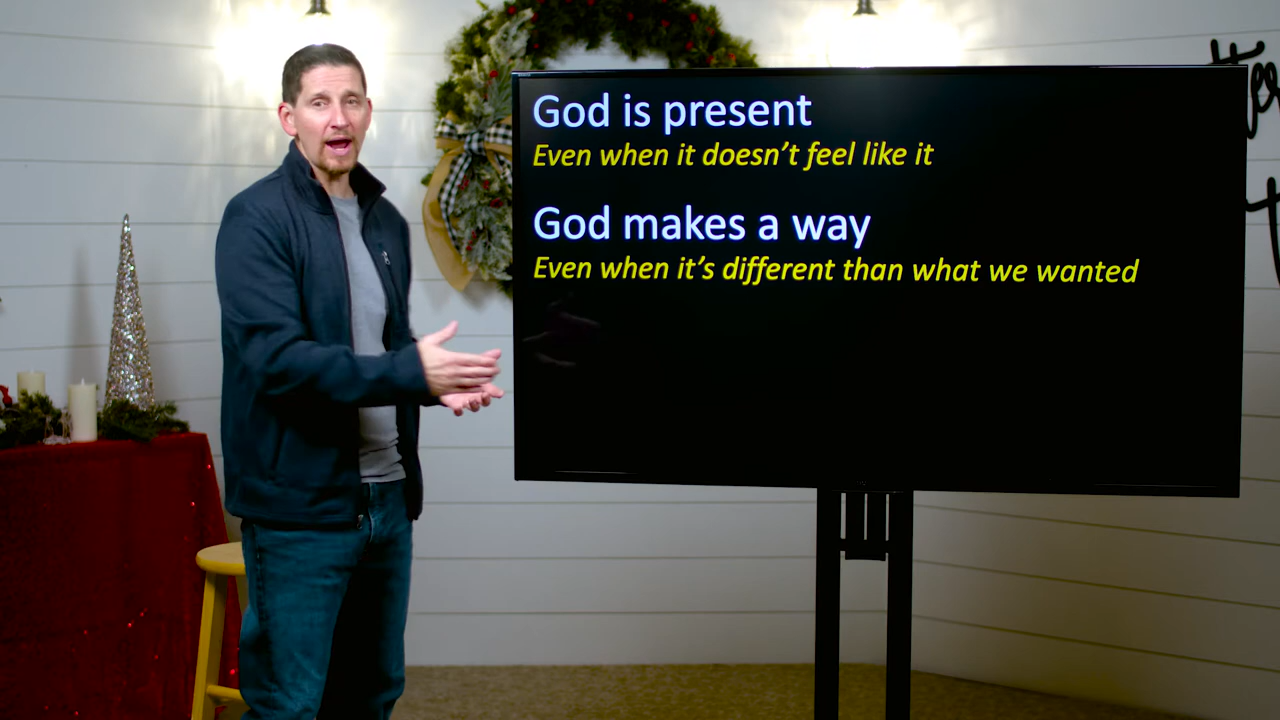 God is present
Even when it doesn't feel like it
God makes a way
Even when it's different than what we wanted